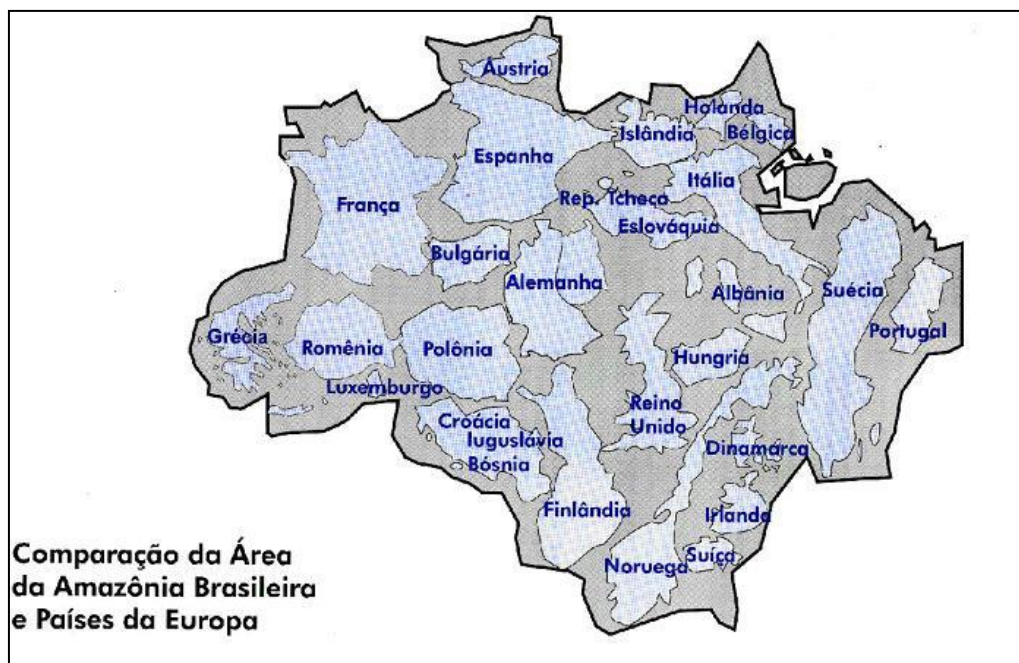 Áustria
Holanda
Islândia
Bélgica
Espanha
Itália
França
Rep. Tcheca
Eslováquia
Bulgária
Alemanha
Albânia
Suécia
Portugal
Grécia
Romênia
Polônia
Hungria
Luxemburgo
Reino
Unido
Croácia
Iuguslávia
Bósnia
Dinamarca
Finlândia
Irlanda
Noruega
Suíça
Comparação da Área
da Amazônia Brasileira
e Países da Europa